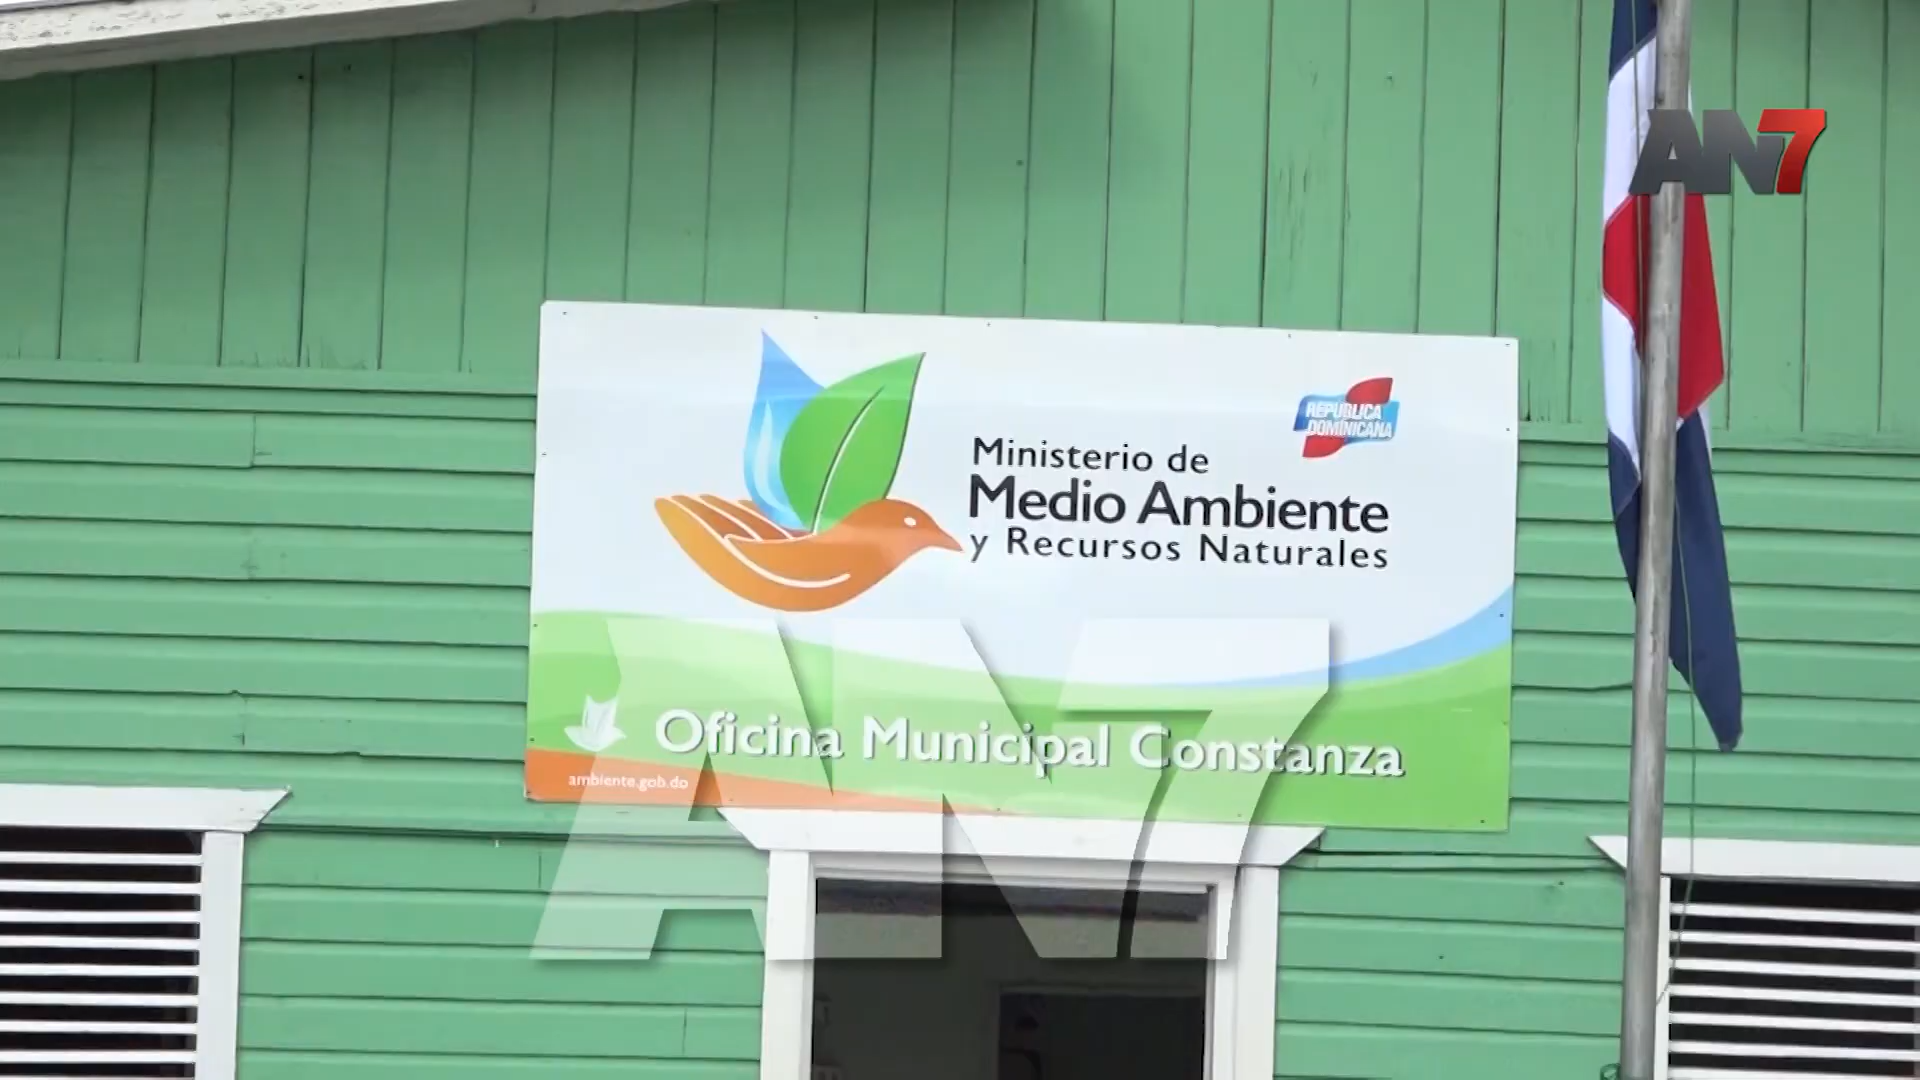 AN7
REPÚBLICA
DOMINICANA
Ministerio de
Medio Ambiente
y Recursos Naturales
AN7
Oficina Municipal Constanza
ambiente.gob.do